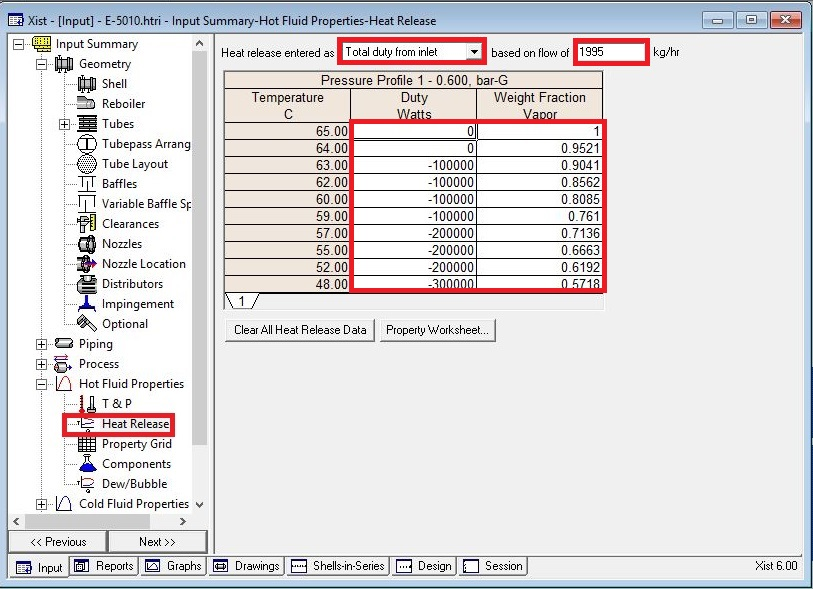 Xist - [Input] - E-5010.htri - Input Summary-Hot Fluid Properties-Heat Release
Input Summary
Geometry
Shell
Reboiler
Tubes
Tubepass Arrang
Tube Layout
Baffles
Variable Baffle Sp
Clearances
Nozzles
Nozzle Location
Distributors
Impingement
Optional
Piping
Process
Hot Fluid Properties
T & P
Heat Release
Property Grid
Components
Dew/Bubble
Cold Fluid Properties
<< Previous Next >>
Heat release entered as Total duty from inlet based on flow of 1995 kg/hr
Pressure Profile 1 - 0.600, bar-G
Temperature Duty Weight Fraction
C Watts Vapor
65.00 0 1
64.00 0 0.9521
63.00 -100000 0.9041
62.00 -100000 0.8562
60.00 -100000 0.8085
59.00 -100000 0.761
57.00 -200000 0.7136
55.00 -200000 0.6663
52.00 -200000 0.6192
48.00 -300000 0.5718
1
Clear All Heat Release Data Property Worksheet...
Input Reports Graphs Drawings Shells-in-Series Design Session Xist 6.00